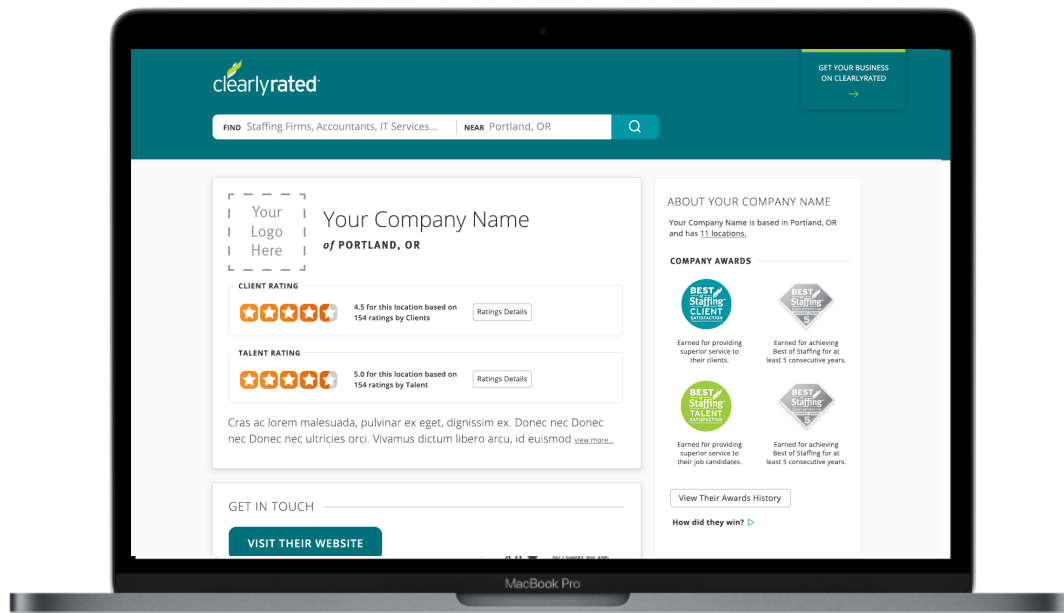 clearlyrated
GET YOUR BUSINESS
ON CLEARLYRATED
FIND Staffing Firms, Accountants, IT Services... NEAR Portland, OR
Your
Logo
Here
Your Company Name
of PORTLAND, OR
CLIENT RATING
4.5 for this location based on
154 ratings by Clients
Ratings Details
TALENT RATING
5.0 for this location based on
154 ratings by Talent
Ratings Details
Cras ac lorem malesuada, pulvinar ex eget, dignissim ex. Donec nec Donec
nec Donec nec ultricies orci. Vivamus dictum libero arcu, id euismod view more...
GET IN TOUCH
VISIT THEIR WEBSITE
ABOUT YOUR COMPANY NAME
Your Company Name is based in Portland, OR
and has 11 locations.
COMPANY AWARDS
BEST
of Staffing
CLIENT
SATISFACTION
BEST
of Staffing
5
Earned for providing
superior service to
their clients.
Earned for achieving
Best of Staffing for at
least 5 consecutive years.
BEST
of Staffing
TALENT
SATISFACTION
BEST
of Staffing
5
Earned for providing
superior service to
their job candidates.
Earned for achieving
Best of Staffing for at
least 5 consecutive years.
View Their Awards History
How did they win?
MacBook Pro